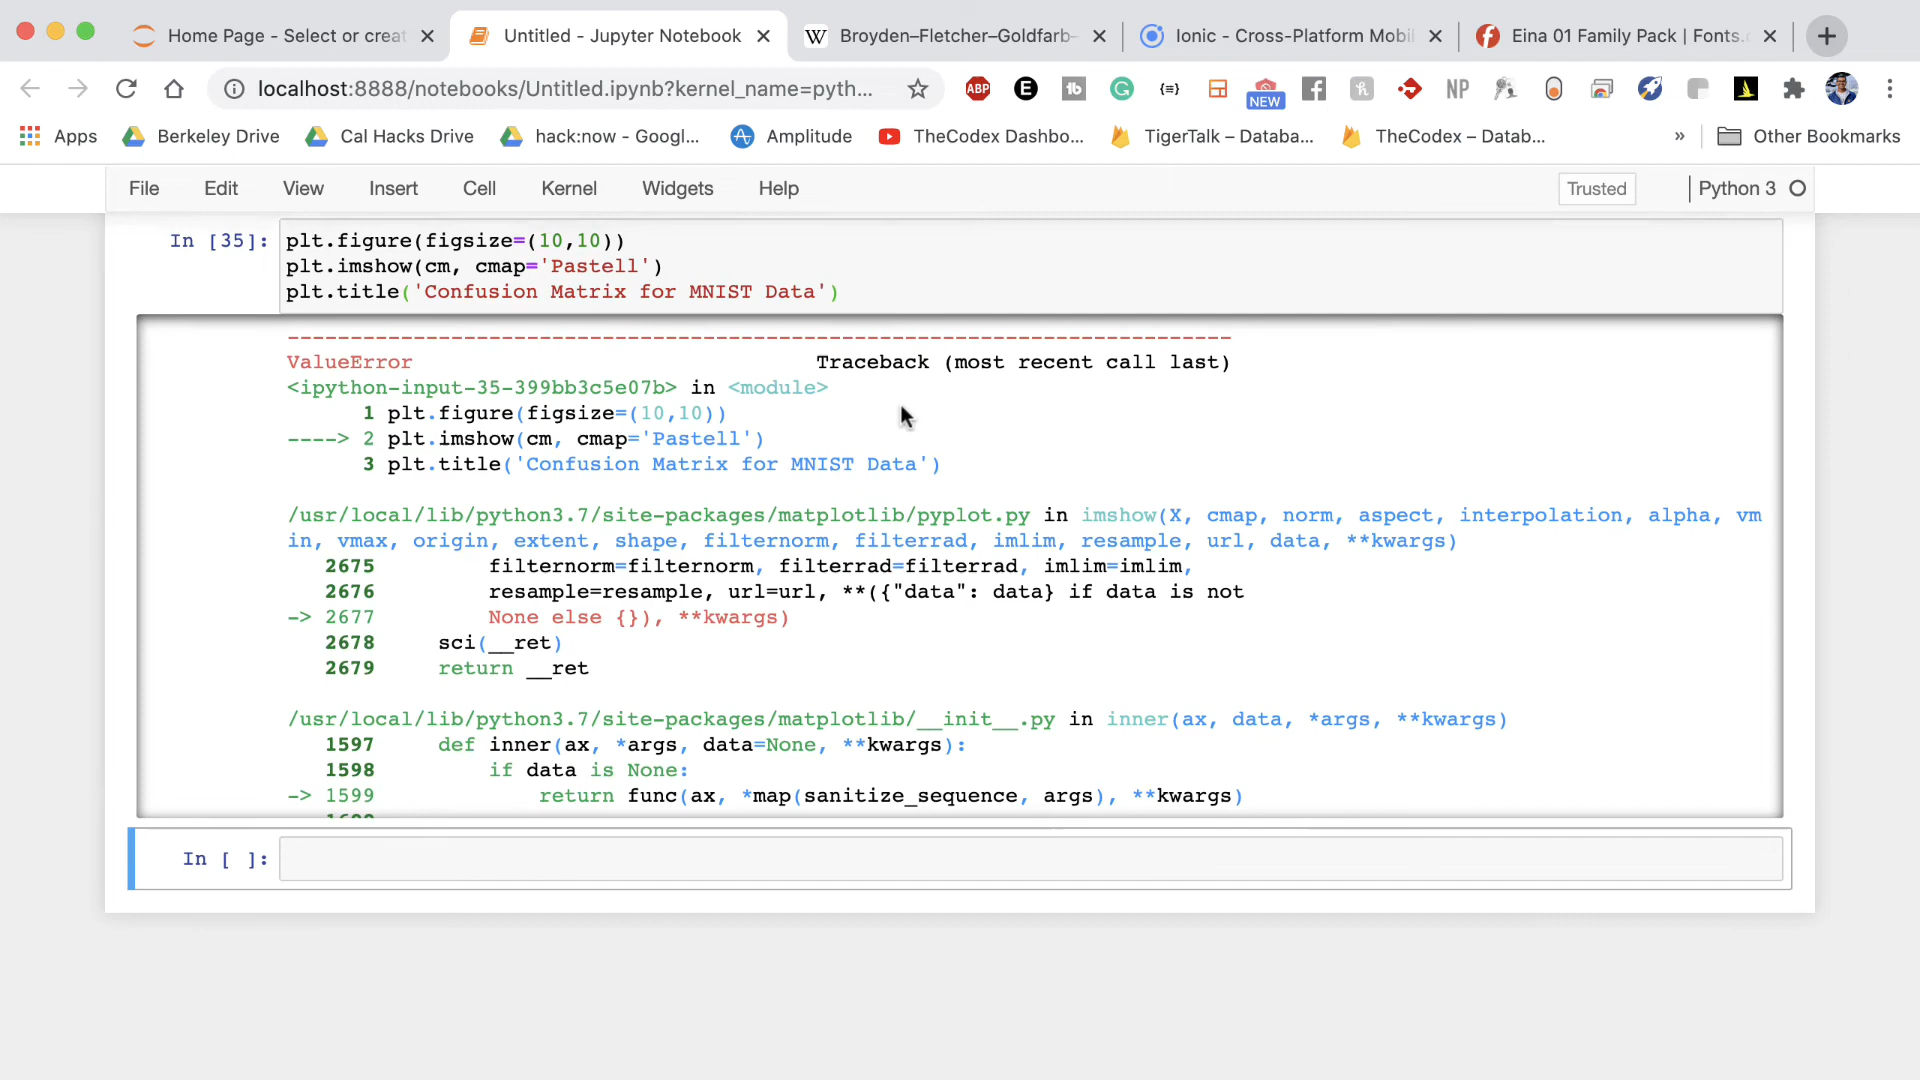 Home Page - Select or creat
Untitled - Jupyter Notebook
W Broyden–Fletcher–Goldfarb–
Ionic - Cross-Platform Mobil
Eina 01 Family Pack | Fonts.c
localhost:8888/notebooks/Untitled.ipynb?kernel_name=pyth...
ABP
E
G
NEW
h
NP
Apps
Berkeley Drive
Cal Hacks Drive
hack:now - Googl...
Amplitude
TheCodex Dashbo...
TigerTalk – Databa...
TheCodex – Datab...
»
Other Bookmarks
File Edit View Insert Cell Kernel Widgets Help
Trusted
Python 3
In [35]: plt.figure(figsize=(10,10))
plt.imshow(cm, cmap='Pastell')
plt.title('Confusion Matrix for MNIST Data')
---------------------------------------------------------------------------
ValueError Traceback (most recent call last)
<ipython-input-35-399bb3c5e07b> in <module>
1 plt.figure(figsize=(10,10))
----> 2 plt.imshow(cm, cmap='Pastell')
3 plt.title('Confusion Matrix for MNIST Data')
/usr/local/lib/python3.7/site-packages/matplotlib/pyplot.py in imshow(X, cmap, norm, aspect, interpolation, alpha, vm
in, vmax, origin, extent, shape, filternorm, filterrad, imlim, resample, url, data, **kwargs)
2675 filternorm=filternorm, filterrad=filterrad, imlim=imlim,
2676 resample=resample, url=url, **({"data": data} if data is not
-> 2677 None else {}), **kwargs)
2678 sci(__ret)
2679 return __ret
/usr/local/lib/python3.7/site-packages/matplotlib/__init__.py in inner(ax, data, *args, **kwargs)
1597 def inner(ax, *args, data=None, **kwargs):
1598 if data is None:
-> 1599 return func(ax, *map(sanitize_sequence, args), **kwargs)
In [ ]: